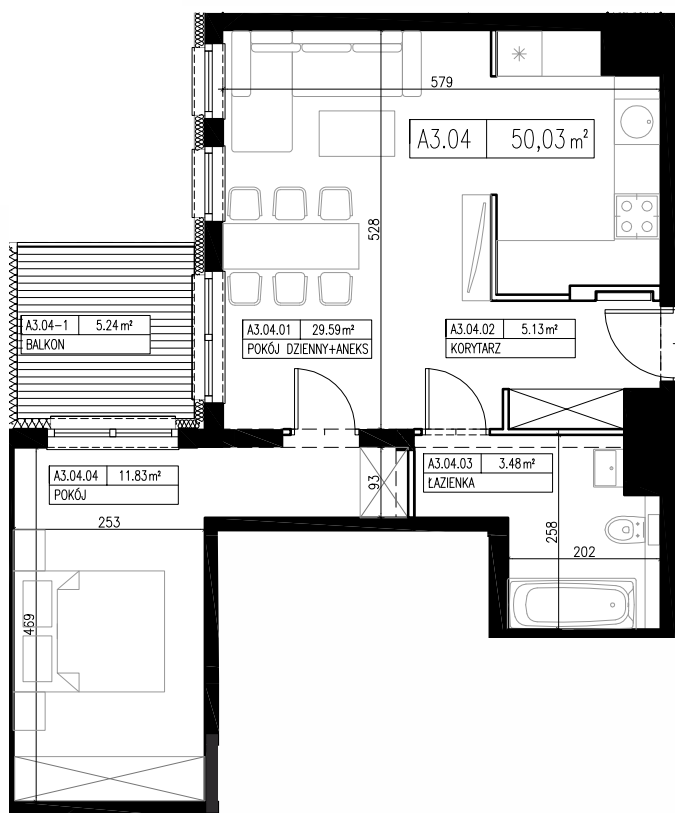 579
A3.04 50,03 m²
528
A3.04-1 5.24 m²
BALKON
A3.04.01 29.59 m²
POKÓJ DZIENNY+ANEKS
A3.04.02 5.13 m²
KORYTARZ
A3.04.04 11.83 m²
POKÓJ
93
A3.04.03 3.48 m²
ŁAZIENKA
253
258
202
469